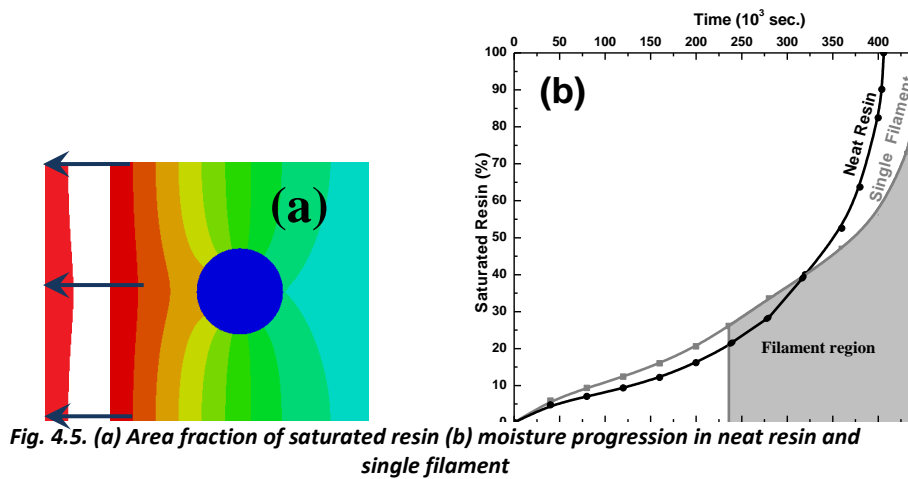 Time (10³ sec.)
0 50 100 150 200 250 300 350 400
100
90
80
70
60
50
40
30
20
10
0
Saturated Resin (%)
(a)
(b)
Neat Resin
Single Filament
Filament region
Fig. 4.5. (a) Area fraction of saturated resin (b) moisture progression in neat resin and
single filament